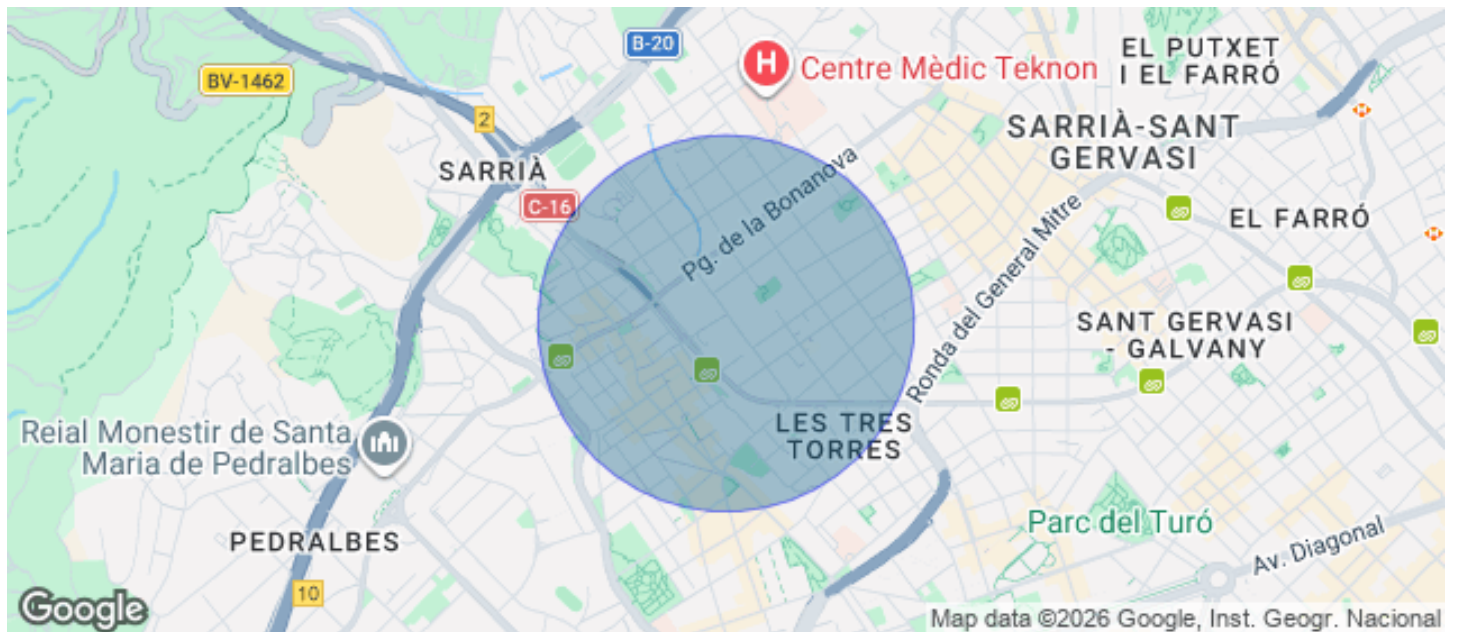 B-20
Centre Mèdic Teknon
EL PUTXET
I EL FARRÓ
BV-1462
2
SARRIÀ-SANT
GERVASI
SARRIÀ
C-16
Pg. de la Bonanova
EL FARRÓ
Ronda del General Mitre
SANT GERVASI
- GALVANY
LES TRES
TORRES
Reial Monestir de Santa
Maria de Pedralbes
PEDRALBES
Parc del Turó
Av. Diagonal
10
Google
Map data ©2026 Google, Inst. Geogr. Nacional